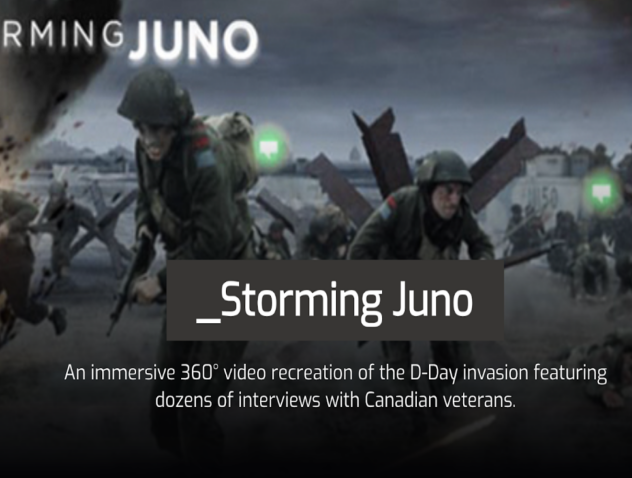 RMING JUNO
_Storming Juno
An immersive 360° video recreation of the D-Day invasion featuring
dozens of interviews with Canadian veterans.